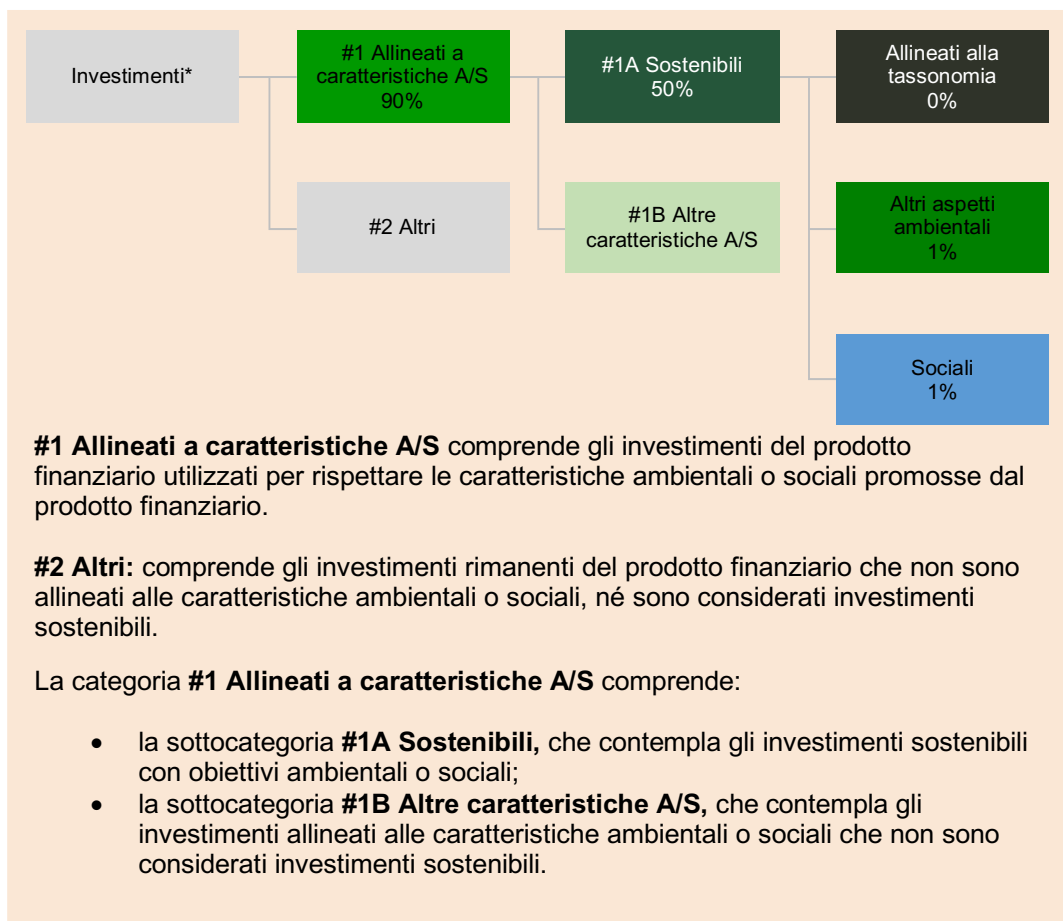 Investimenti*
#1 Allineati a
caratteristiche A/S
90%
#1A Sostenibili
50%
Allineati alla
tassonomia
0%
#2 Altri
#1B Altre
caratteristiche A/S
Altri aspetti
ambientali
1%
Sociali
1%
#1 Allineati a caratteristiche A/S comprende gli investimenti del prodotto
finanziario utilizzati per rispettare le caratteristiche ambientali o sociali promosse dal
prodotto finanziario.
#2 Altri: comprende gli investimenti rimanenti del prodotto finanziario che non sono
allineati alle caratteristiche ambientali o sociali, né sono considerati investimenti
sostenibili.
La categoria #1 Allineati a caratteristiche A/S comprende:
• la sottocategoria #1A Sostenibili, che contempla gli investimenti sostenibili
con obiettivi ambientali o sociali;
• la sottocategoria #1B Altre caratteristiche A/S, che contempla gli
investimenti allineati alle caratteristiche ambientali o sociali che non sono
considerati investimenti sostenibili.